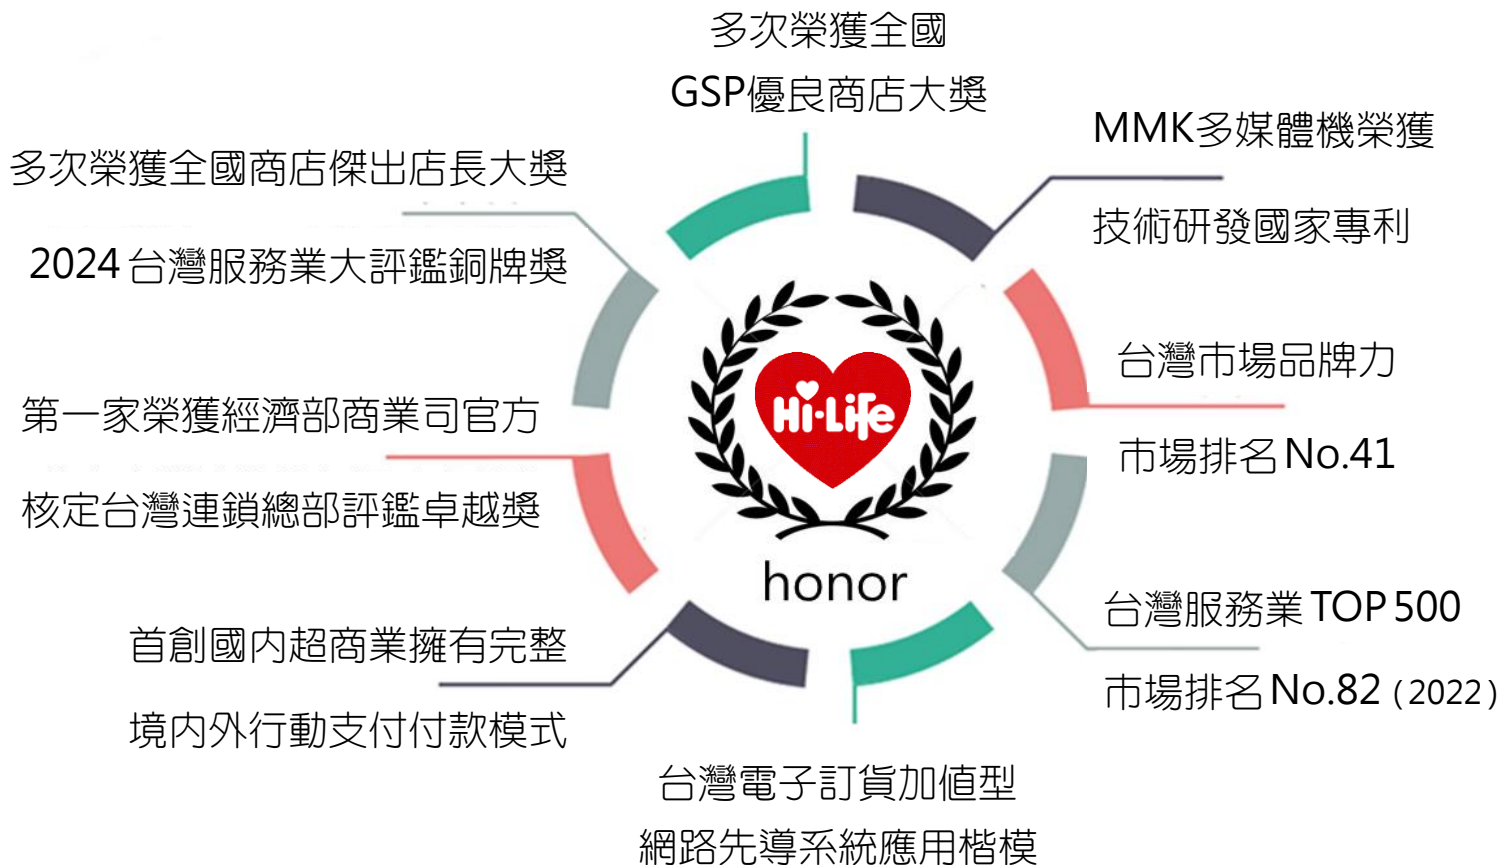 多次榮獲全國
GSP優良商店大獎
MMK多媒體機榮獲
技術研發國家專利
多次榮獲全國商店傑出店長大獎
2024台灣服務業大評鑑銅牌獎
台灣市場品牌力
市場排名No.41
Hi-Life
第一家榮獲經濟部商業司官方
核定台灣連鎖總部評鑑卓越獎
honor
台灣服務業TOP500
市場排名No.82 (2022)
首創國内超商業擁有完整
境内外行動支付付款模式
台灣電子訂貨加值型
網路先導系統應用楷模